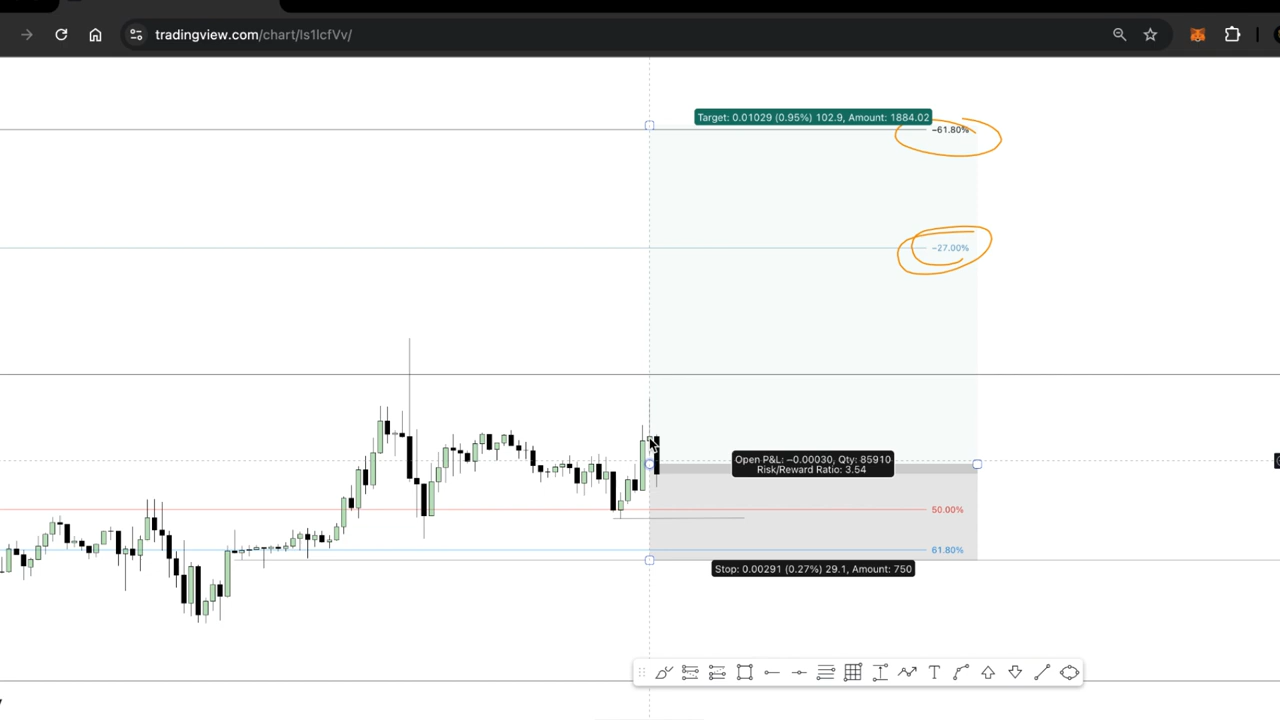 tradingview.com/chart/ls1lcfVv/
Target: 0.01029 (0.95%) 102.9, Amount: 1884.02
−61.80%
−27.00%
Open P&L: −0.00030, Qty: 85910
Risk/Reward Ratio: 3.54
50.00%
61.80%
Stop: 0.00291 (0.27%) 29.1, Amount: 750
T